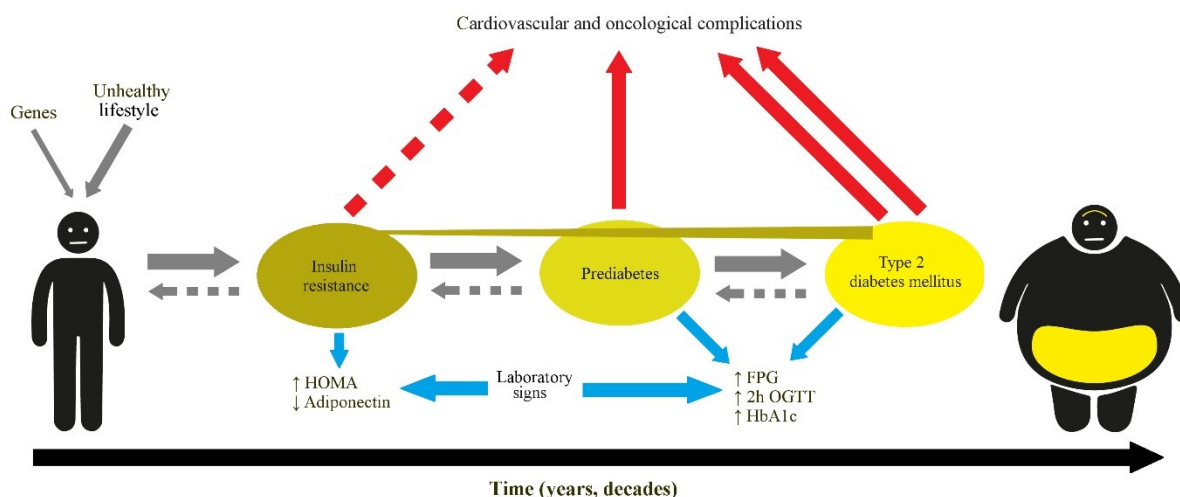 Cardiovascular and oncological complications
Genes
Unhealthy
lifestyle
Insulin
resistance
Prediabetes
Type 2
diabetes mellitus
↑ HOMA
↓ Adiponectin
Laboratory
signs
↑ FPG
↑ 2h OGTT
↑ HbA1c
Time (years, decades)